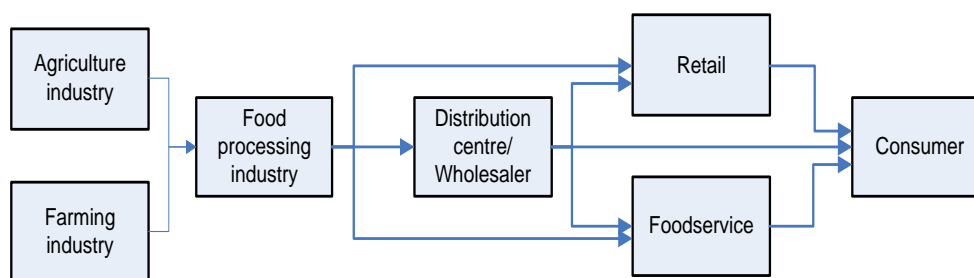 Agriculture
industry
Farming
industry
Food
processing
industry
Distribution
centre/
Wholesaler
Retail
Foodservice
Consumer